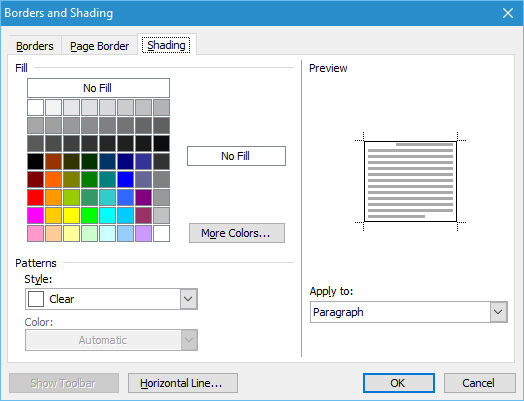 Borders and Shading
Borders
Page Border
Shading
Fill
No Fill
No Fill
More Colors...
Patterns
Style:
Clear
Color:
Automatic
Preview
Apply to:
Paragraph
Show Toolbar
Horizontal Line...
OK
Cancel